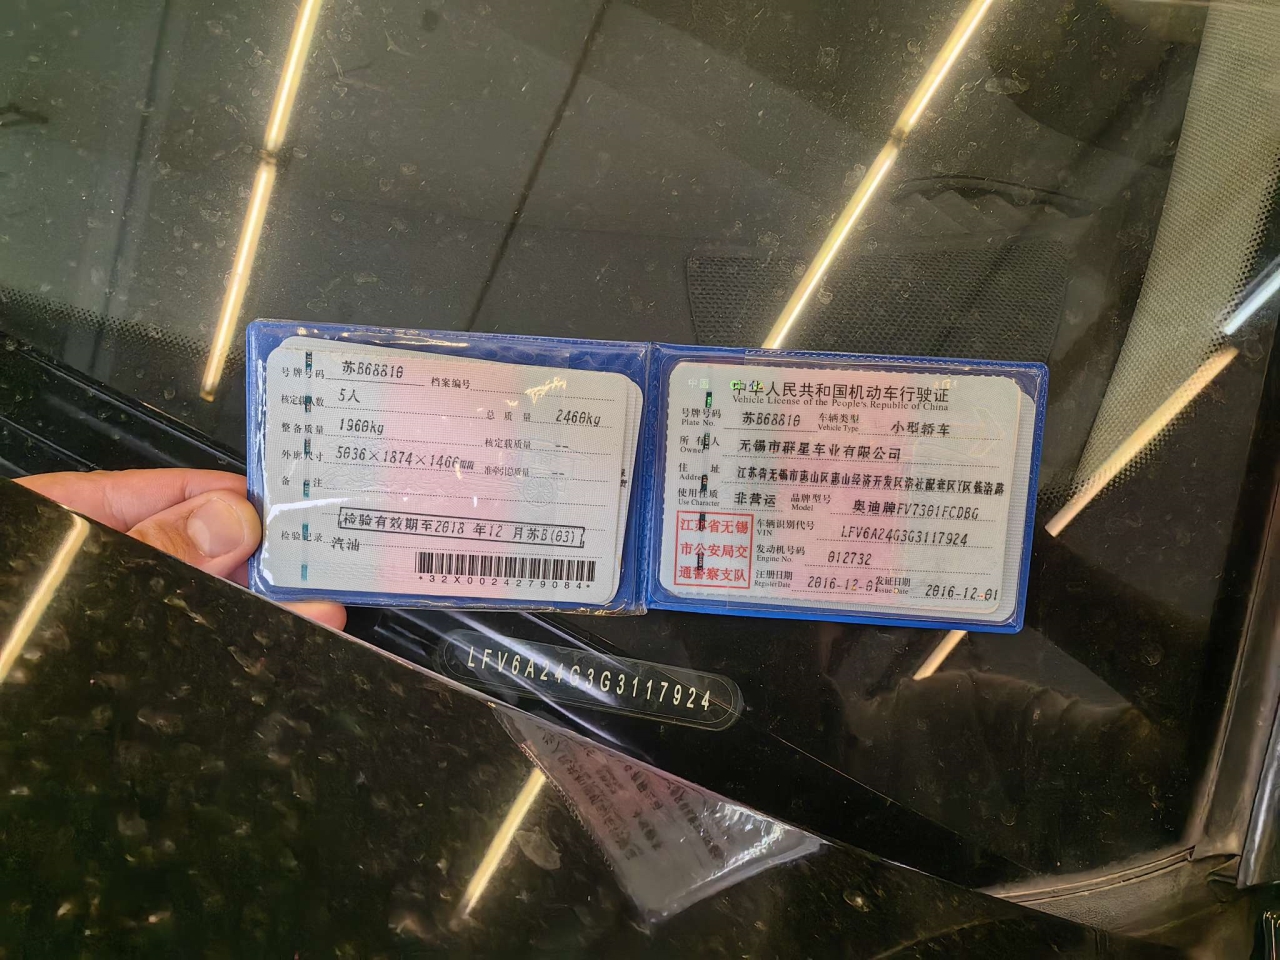 号牌号码 苏B68810 档案编号
核定载人数 5人 总质量 2460kg
整备质量 1960kg 核定载质量 --
外廓尺寸 5036×1874×1466mm 准牵引总质量 --
备注
检验有效期至2018 年12 月苏B(03)
检验记录 汽油
*32X0024279084*
中华人民共和国机动车行驶证
Vehicle License of the People's Republic of China
号牌号码 苏B68810 车辆类型 小型轿车
Plate No. Vehicle Type
所有人 无锡市群星车业有限公司
Owner
住址 江苏省无锡市惠山区惠山经济开发区洛社配套区
Address
使用性质 非营运 品牌型号 奥迪牌FV7301FCDBG
Use Character Model
江苏省无锡
市公安局交
通警察支队
车辆识别代号 LFV6A24G3G3117924
VIN
发动机号码 012732
Engine No.
注册日期 2016-12-01 发证日期 2016-12-01
Register Date Issue Date
LFV6A24G3G3117924